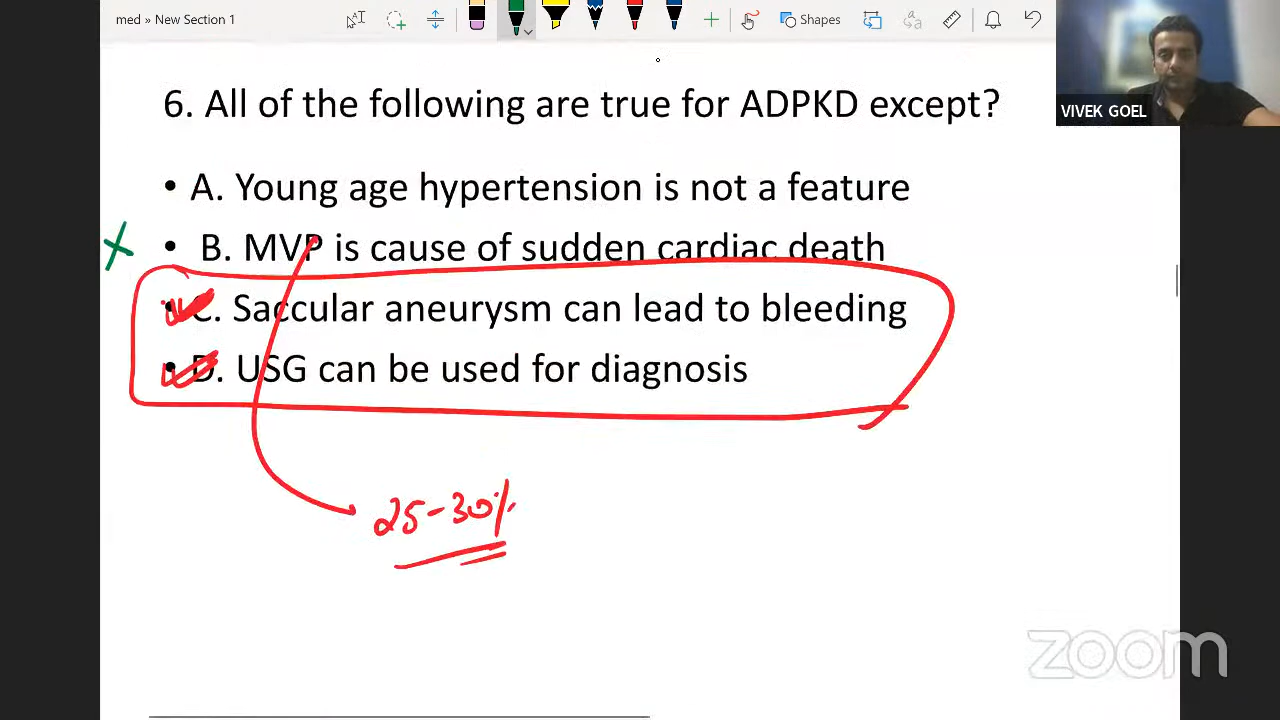 med » New Section 1
Shapes
VIVEK GOEL
6. All of the following are true for ADPKD except?
• A. Young age hypertension is not a feature
• B. MVP is cause of sudden cardiac death
• C. Saccular aneurysm can lead to bleeding
• D. USG can be used for diagnosis
25-30%
zoom